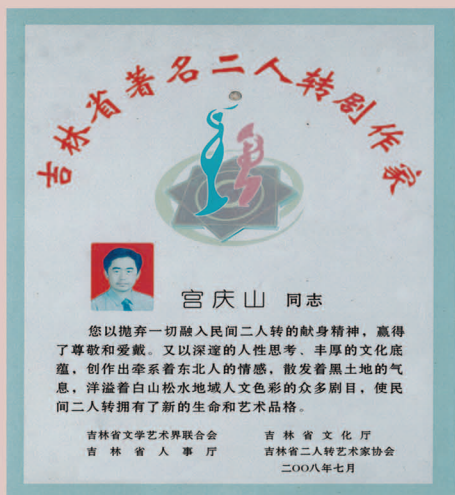 吉林省著名二人转剧作家
宫庆山 同志
您以抛弃一切融入民间二人转的献身精神，赢得
了尊敬和爱戴。又以深邃的人性思考、丰厚的文化底
蕴，创作出牵系着东北人的情感，散发着黑土地的气
息，洋溢着白山松水地域人文色彩的众多剧目，使民
间二人转拥有了新的生命和艺术品格。
吉林省文学艺术界联合会 吉林省文化厅
吉林省人事厅 吉林省二人转艺术家协会
二〇〇八年七月